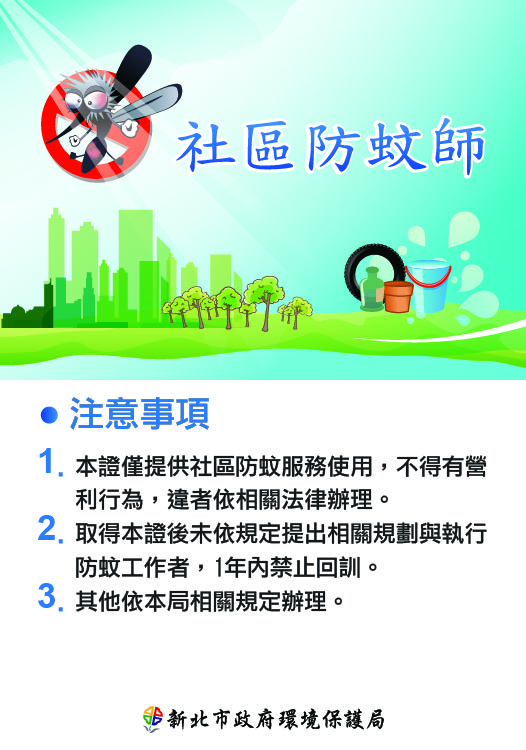 社區防蚊師
● 注意事項
1. 本證僅提供社區防蚊服務使用，不得有營
利行為，違者依相關法律辦理。
2. 取得本證後未依規定提出相關規劃與執行
防蚊工作者，1年內禁止回訓。
3. 其他依本局相關規定辦理。
新北市政府環境保護局